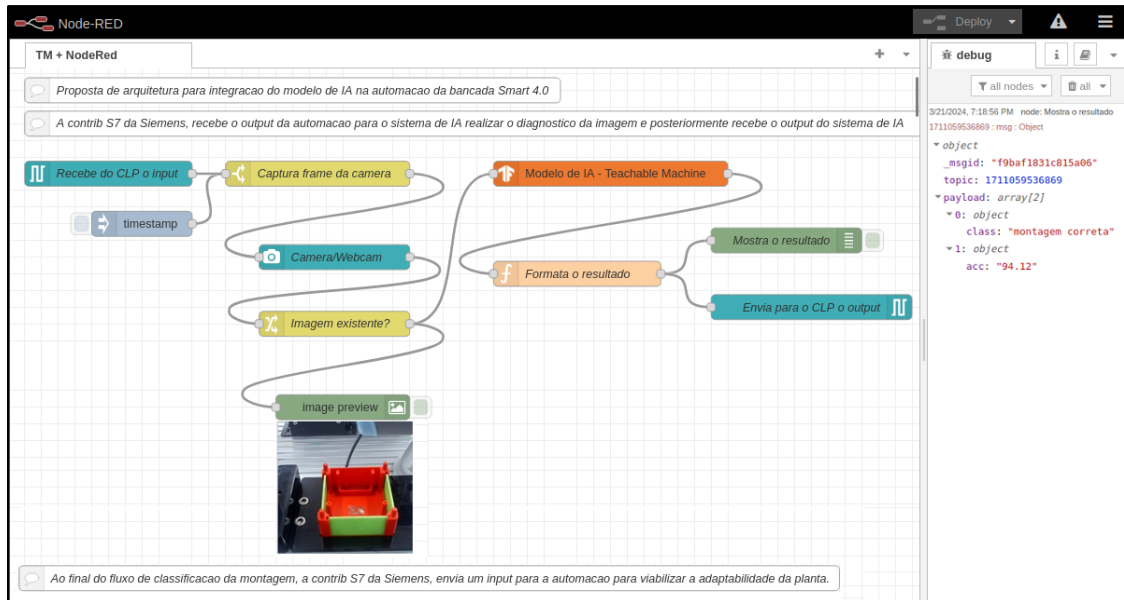 Node-RED
Deploy
TM + NodeRed
Proposta de arquitetura para integracao do modelo de IA na automacao da bancada Smart 4.0
A contrib S7 da Siemens, recebe o output da automacao para o sistema de IA realizar o diagnostico da imagem e posteriormente recebe o output do sistema de IA
Recebe do CLP o input
Captura frame da camera
Modelo de IA - Teachable Machine
timestamp
Mostra o resultado
Camera/Webcam
Formata o resultado
Envia para o CLP o output
Imagem existente?
image preview
Ao final do fluxo de classificacao da montagem, a contrib S7 da Siemens, envia um input para a automacao para viabilizar a adaptabilidade da planta.
debug
i
all nodes
all
3/21/2024, 7:18:56 PM node: Mostra o resultado
1711059536869 : msg : Object
object
_msgid: "f9baf1831c815a06"
topic: 1711059536869
payload: array[2]
0: object
class: "montagem correta"
1: object
acc: "94.12"